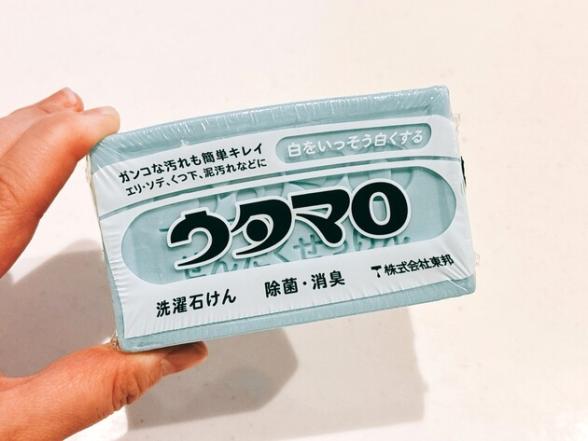 ガンコな汚れも簡単キレイ
エリ・ソデ、くつ下、泥汚れなどに
白をいっそう白くする
ウタマロ
洗濯石けん
除菌・消臭
株式会社東邦